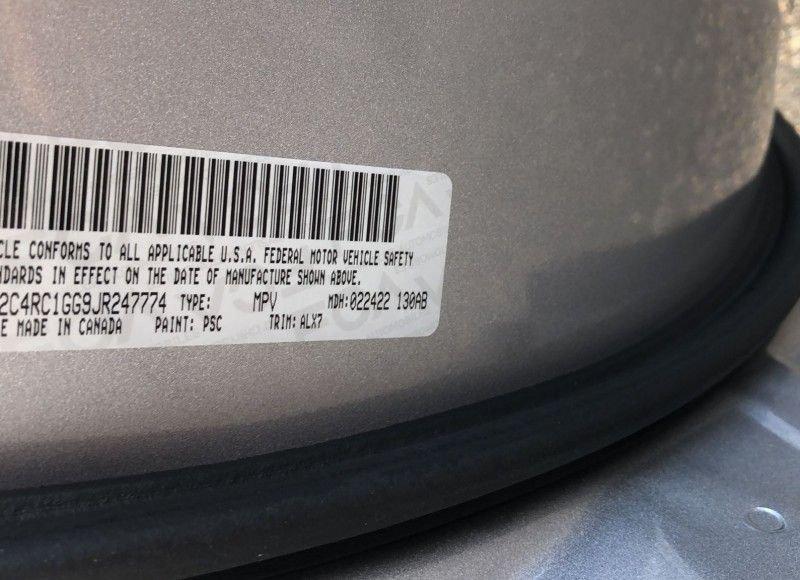 CLE CONFORMS TO ALL APPLICABLE U.S.A. FEDERAL MOTOR VEHICLE SAFETY
NDARDS IN EFFECT ON THE DATE OF MANUFACTURE SHOWN ABOVE.
2C4RC1GG9JR247774 TYPE: MPV MDH:022422 130AB
E MADE IN CANADA PAINT: PSC TRIM: ALX7